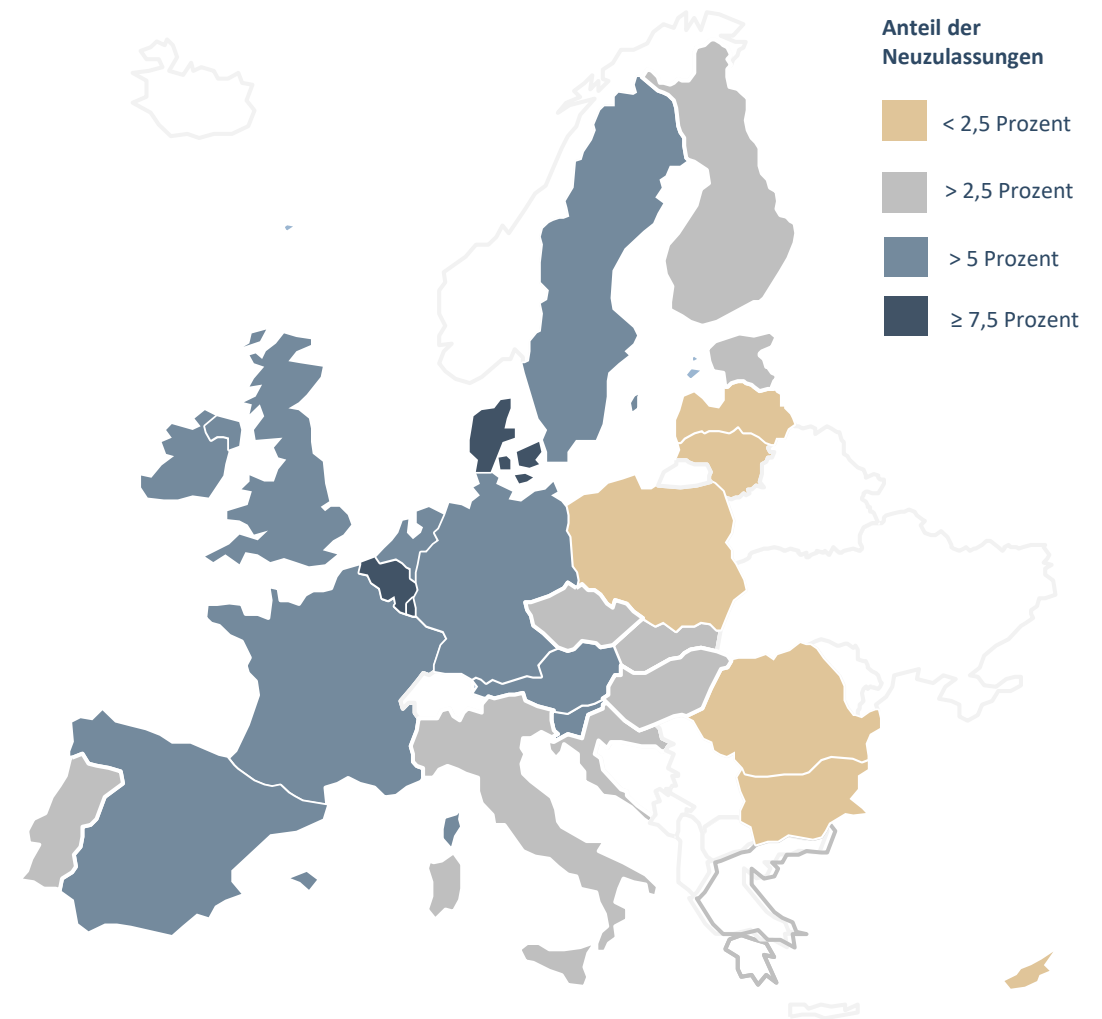 Anteil der
Neuzulassungen
< 2,5 Prozent
> 2,5 Prozent
> 5 Prozent
≥ 7,5 Prozent